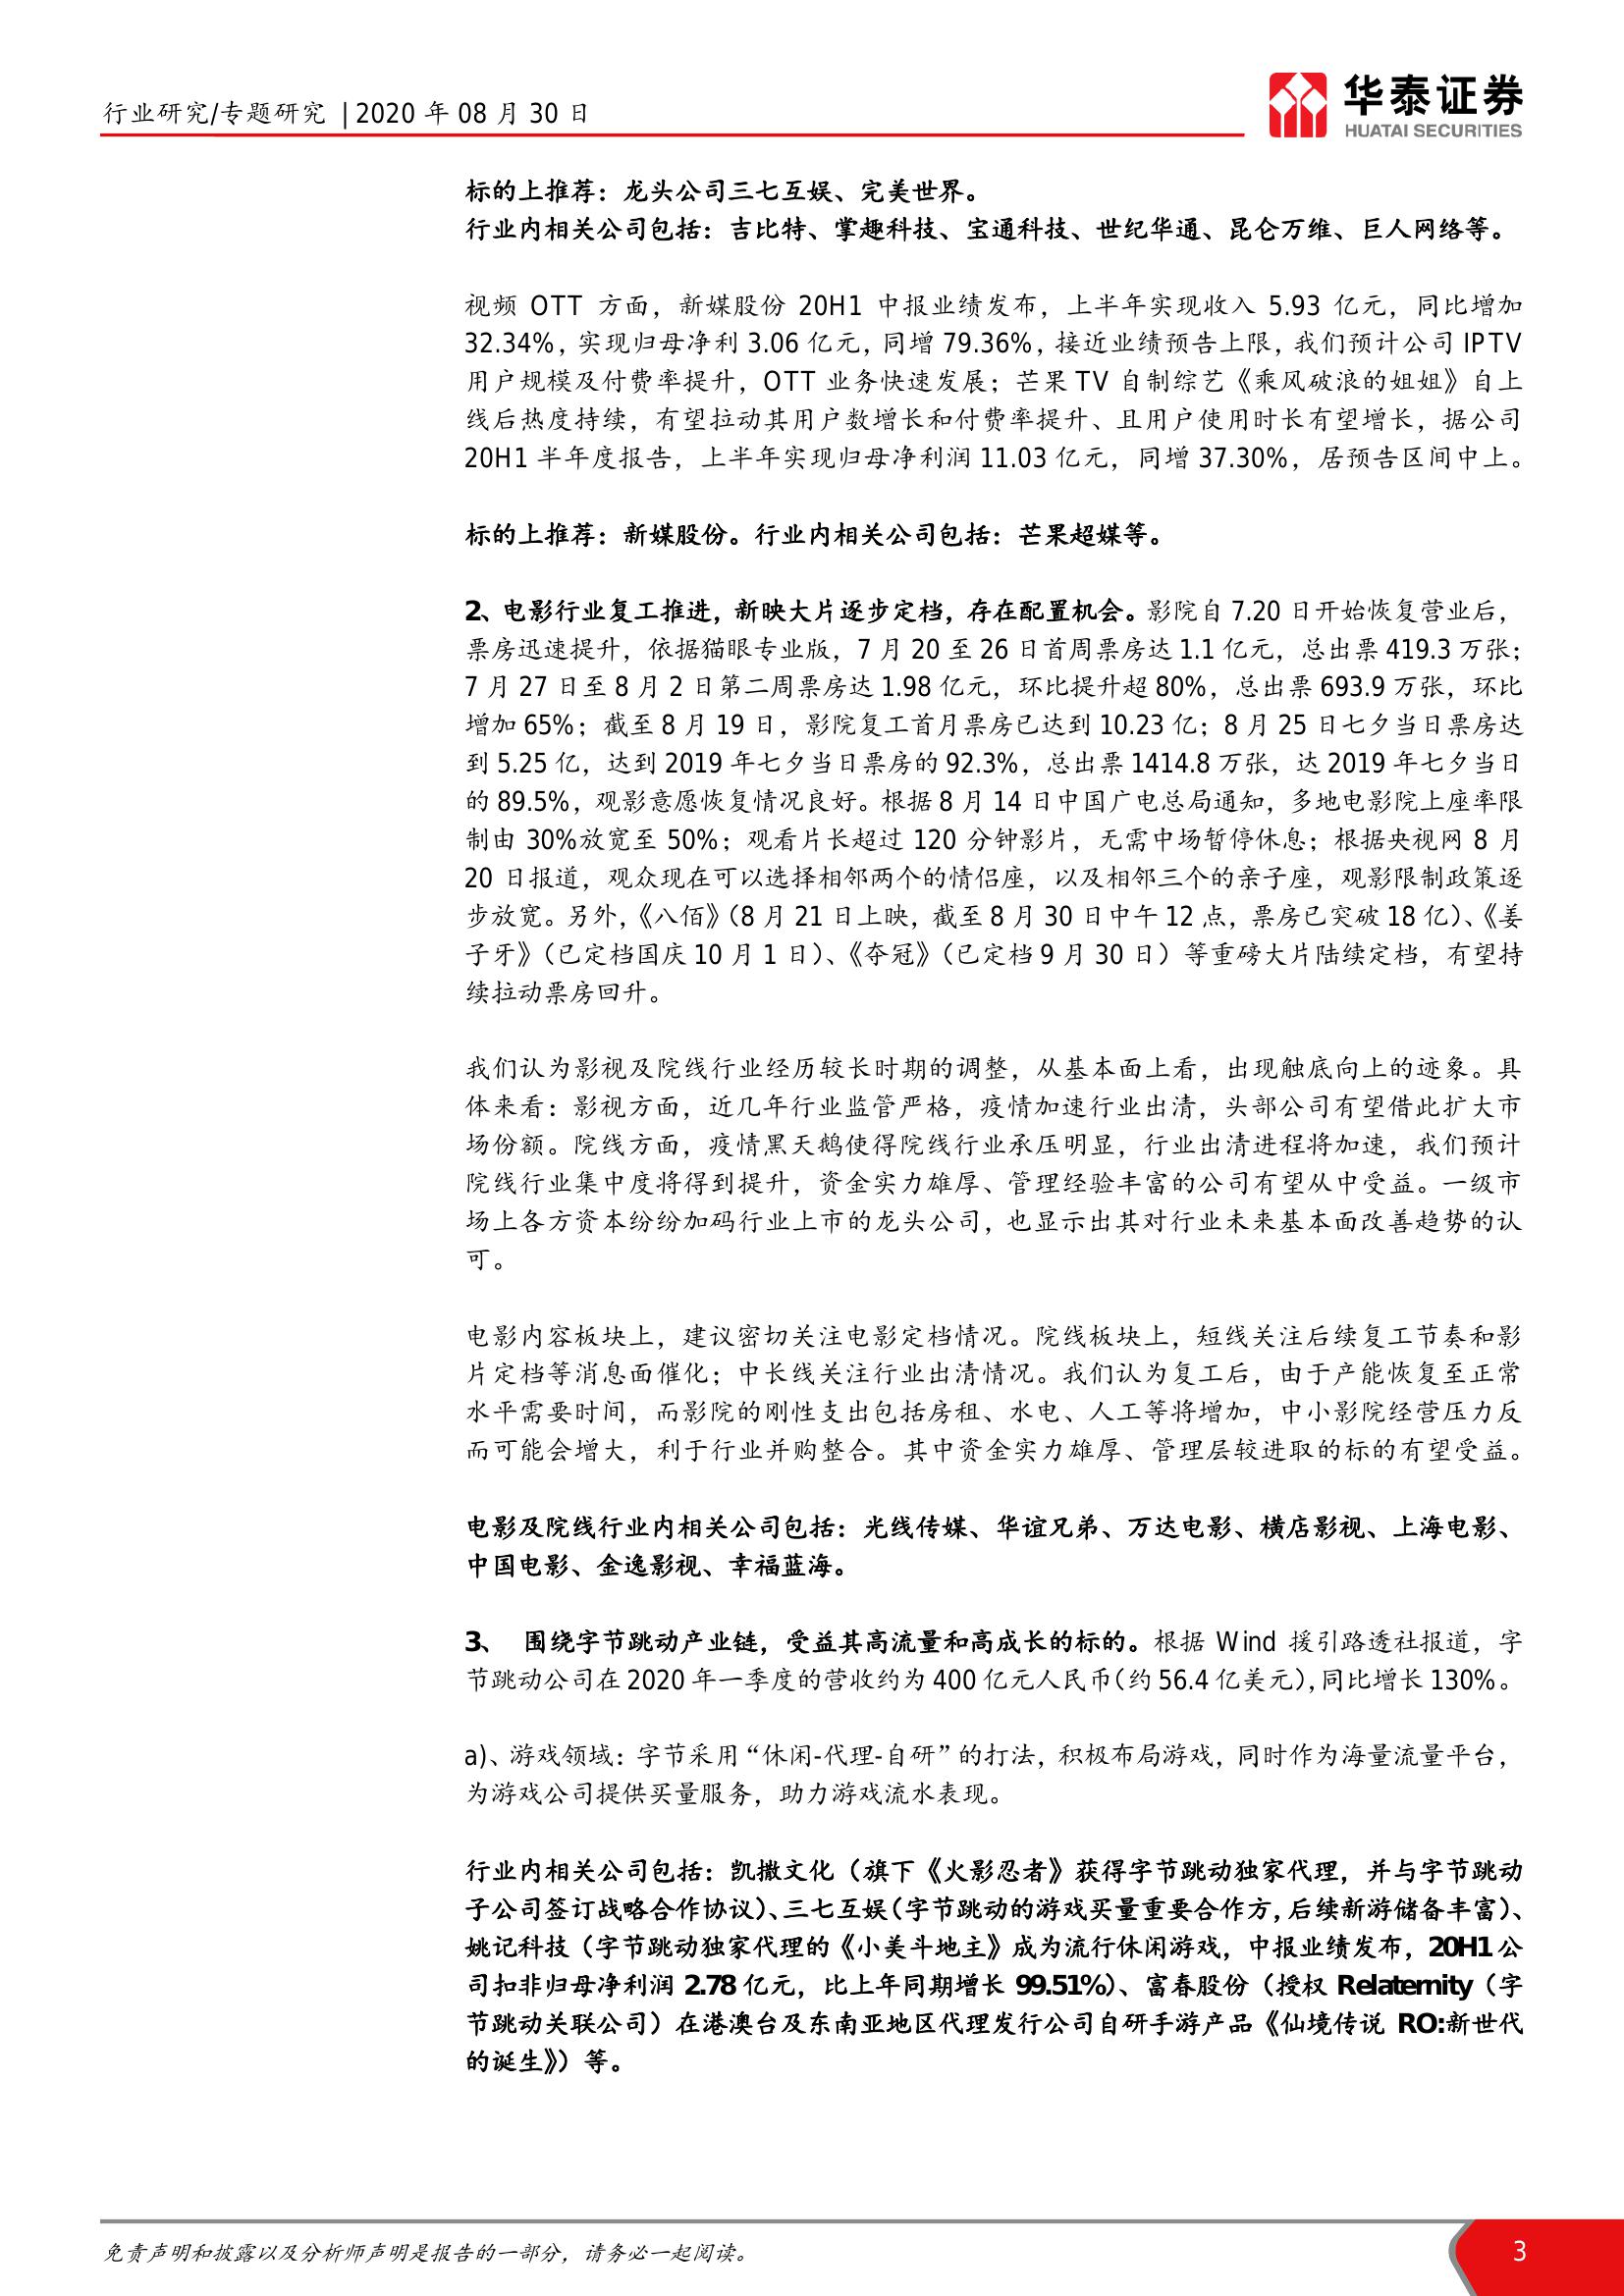 行业研究/专题研究 | 2020 年 08 月 30 日
华泰证券
HUATAI SECURITIES
标的上推荐：龙头公司三七互娱、完美世界。
行业内相关公司包括：吉比特、掌趣科技、宝通科技、世纪华通、昆仑万维、巨人网络等。
视频 OTT 方面，新媒股份 20H1 中报业绩发布，上半年实现收入 5.93 亿元，同比增加
32.34%，实现归母净利 3.06 亿元，同增 79.36%，接近业绩预告上限，我们预计公司 IPTV
用户规模及付费率提升，OTT 业务快速发展；芒果 TV 自制综艺《乘风破浪的姐姐》自上
线后热度持续，有望拉动其用户数增长和付费率提升、且用户使用时长有望增长，据公司
20H1 半年度报告，上半年实现归母净利润 11.03 亿元，同增 37.30%，居预告区间中上。
标的上推荐：新媒股份。行业内相关公司包括：芒果超媒等。
2、电影行业复工推进，新映大片逐步定档，存在配置机会。影院自 7.20 日开始恢复营业后，
票房迅速提升，依据猫眼专业版，7 月 20 至 26 日首周票房达 1.1 亿元，总出票 419.3 万张；
7 月 27 日至 8 月 2 日第二周票房达 1.98 亿元，环比提升超 80%，总出票 693.9 万张，环比
增加 65%；截至 8 月 19 日，影院复工首月票房已达到 10.23 亿；8 月 25 日七夕当日票房达
到 5.25 亿，达到 2019 年七夕当日票房的 92.3%，总出票 1414.8 万张，达 2019 年七夕当日
的 89.5%，观影意愿恢复情况良好。根据 8 月 14 日中国广电总局通知，多地电影院上座率限
制由 30%放宽至 50%；观看片长超过 120 分钟影片，无需中场暂停休息；根据央视网 8 月
20 日报道，观众现在可以选择相邻两个的情侣座，以及相邻三个的亲子座，观影限制政策逐
步放宽。另外，《八佰》（8 月 21 日上映，截至 8 月 30 日中午 12 点，票房已突破 18 亿）、《姜
子牙》（已定档国庆 10 月 1 日）、《夺冠》（已定档 9 月 30 日）等重磅大片陆续定档，有望持
续拉动票房回升。
我们认为影视及院线行业经历较长时期的调整，从基本面上看，出现触底向上的迹象。具
体来看：影视方面，近几年行业监管严格，疫情加速行业出清，头部公司有望借此扩大市
场份额。院线方面，疫情黑天鹅使得院线行业承压明显，行业出清进程将加速，我们预计
院线行业集中度将得到提升，资金实力雄厚、管理经验丰富的公司有望从中受益。一级市
场上各方资本纷纷加码行业上市的龙头公司，也显示出其对行业未来基本面改善趋势的认
可。
电影内容板块上，建议密切关注电影定档情况。院线板块上，短线关注后续复工节奏和影
片定档等消息面催化；中长线关注行业出清情况。我们认为复工后，由于产能恢复至正常
水平需要时间，而影院的刚性支出包括房租、水电、人工等将增加，中小影院经营压力反
而可能会增大，利于行业并购整合。其中资金实力雄厚、管理层较进取的标的有望受益。
电影及院线行业内相关公司包括：光线传媒、华谊兄弟、万达电影、横店影视、上海电影、
中国电影、金逸影视、幸福蓝海。
3、 围绕字节跳动产业链，受益其高流量和高成长的标的。根据 Wind 援引路透社报道，字
节跳动公司在 2020 年一季度的营收约为 400 亿元人民币（约 56.4 亿美元），同比增长 130%。
a)、游戏领域：字节采用“休闲-代理-自研”的打法，积极布局游戏，同时作为海量流量平台，
为游戏公司提供买量服务，助力游戏流水表现。
行业内相关公司包括：凯撒文化（旗下《火影忍者》获得字节跳动独家代理，并与字节跳动
子公司签订战略合作协议）、三七互娱（字节跳动的游戏买量重要合作方，后续新游储备丰富）、
姚记科技（字节跳动独家代理的《小美斗地主》成为流行休闲游戏，中报业绩发布，20H1 公
司扣非归母净利润 2.78 亿元，比上年同期增长 99.51%）、富春股份（授权 Relaternity（字
节跳动关联公司）在港澳台及东南亚地区代理发行公司自研手游产品《仙境传说 RO:新世代
的诞生》）等。
免责声明和披露以及分析师声明是报告的一部分，请务必一起阅读。
3